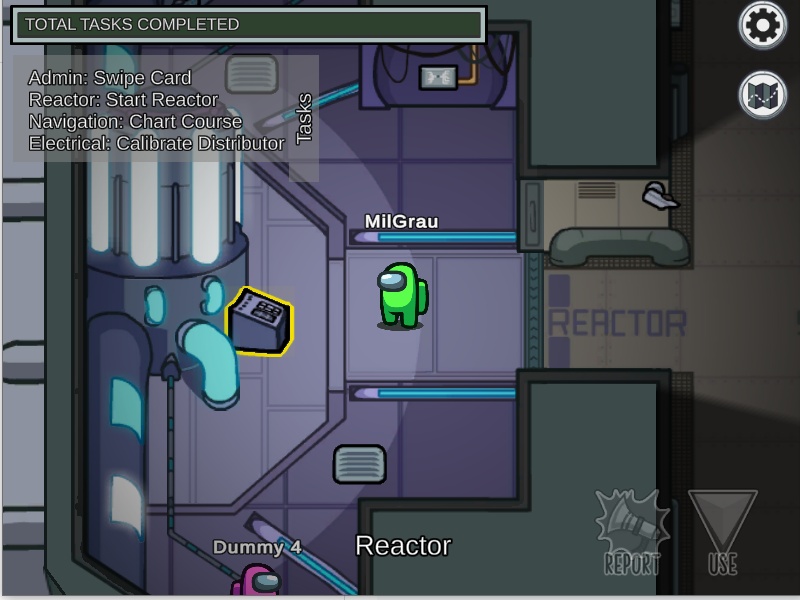 TOTAL TASKS COMPLETED
Admin: Swipe Card
Reactor: Start Reactor
Navigation: Chart Course
Electrical: Calibrate Distributor
Tasks
MilGrau
REACTOR
Dummy 4
Reactor
REPORT
USE